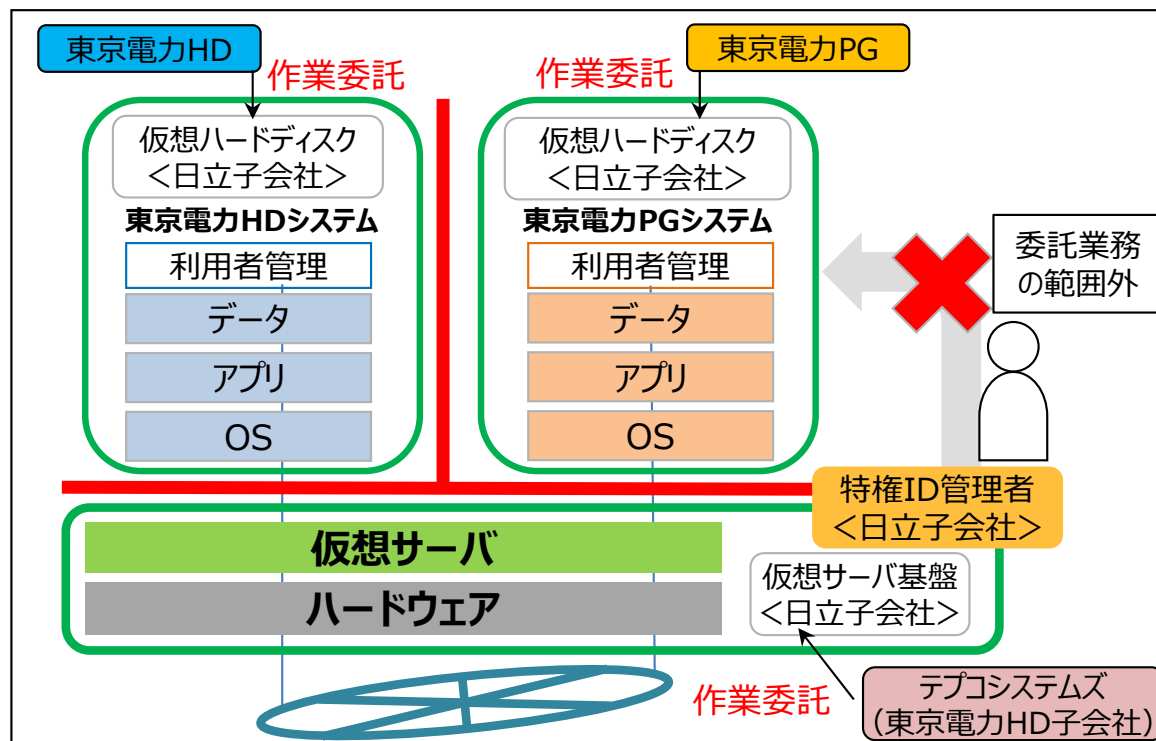 東京電力HD
作業委託
仮想ハードディスク
＜日立子会社＞
東京電力HDシステム
利用者管理
データ
アプリ
OS
東京電力PG
作業委託
仮想ハードディスク
＜日立子会社＞
東京電力PGシステム
利用者管理
データ
アプリ
OS
委託業務
の範囲外
特権ID管理者
＜日立子会社＞
仮想サーバ
ハードウェア
仮想サーバ基盤
＜日立子会社＞
作業委託
テプコシステムズ
（東京電力HD子会社）